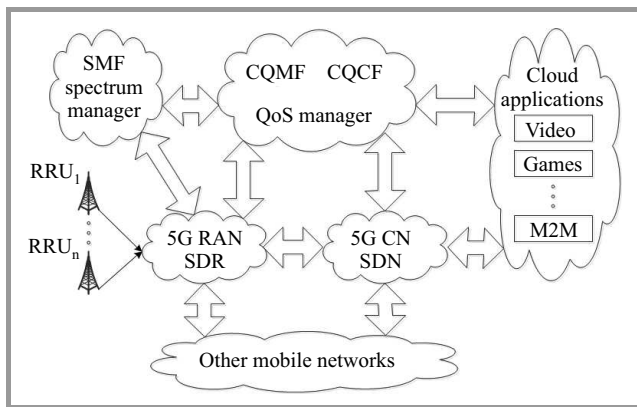 SMF
spectrum
manager
CQMF CQCF
QoS manager
Cloud
applications
Video
Games
M2M
RRU1
RRUn
5G RAN
SDR
5G CN
SDN
Other mobile networks